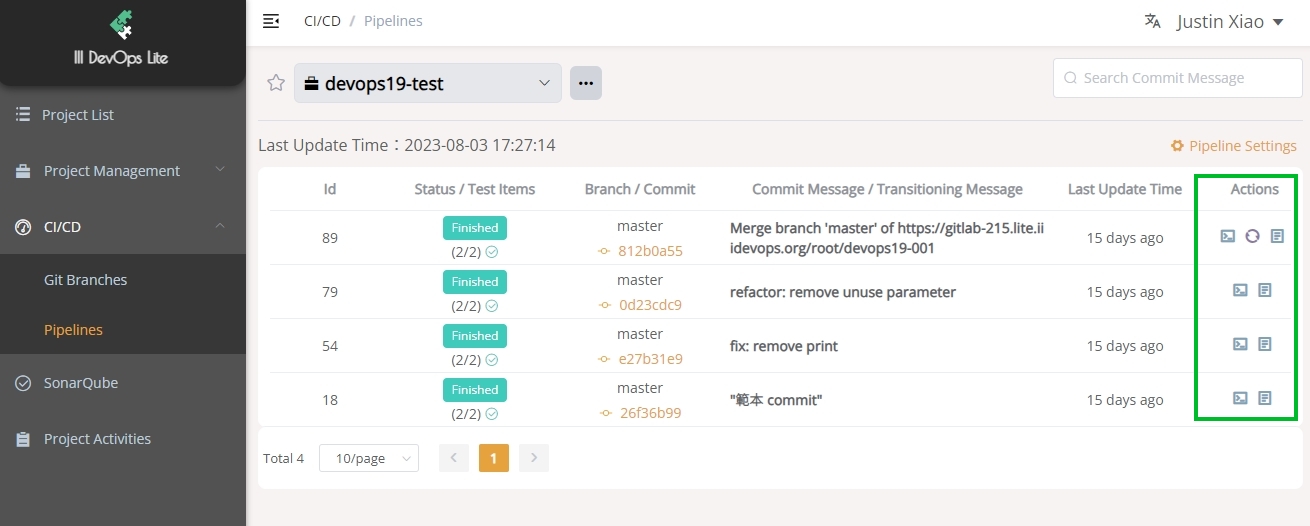 III DevOps Lite
Project List
Project Management
CI/CD
Git Branches
Pipelines
SonarQube
Project Activities
CI/CD / Pipelines
Justin Xiao
devops19-test
Search Commit Message
Last Update Time：2023-08-03 17:27:14
Pipeline Settings
Id Status / Test Items Branch / Commit Commit Message / Transitioning Message Last Update Time Actions
89 Finished (2/2) master 812b0a55 Merge branch 'master' of https://gitlab-215.lite.ii
idevops.org/root/devops19-001 15 days ago
79 Finished (2/2) master 0d23cdc9 refactor: remove unuse parameter 15 days ago
54 Finished (2/2) master e27b31e9 fix: remove print 15 days ago
18 Finished (2/2) master 26f36b99 "範本 commit" 15 days ago
Total 4 10/page 1